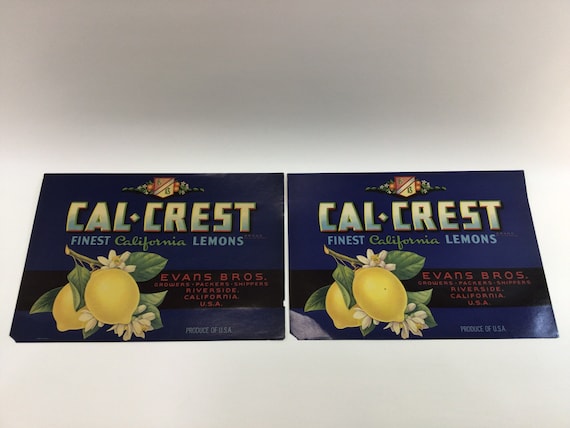 CAL·CREST
FINEST California LEMONS
EVANS BROS.
GROWERS·PACKERS·SHIPPERS
RIVERSIDE,
CALIFORNIA,
U.S.A.
PRODUCE OF U.S.A.
CAL·CREST
FINEST California LEMONS
EVANS BROS.
GROWERS·PACKERS·SHIPPERS
RIVERSIDE,
CALIFORNIA,
U.S.A.
PRODUCE OF U.S.A.